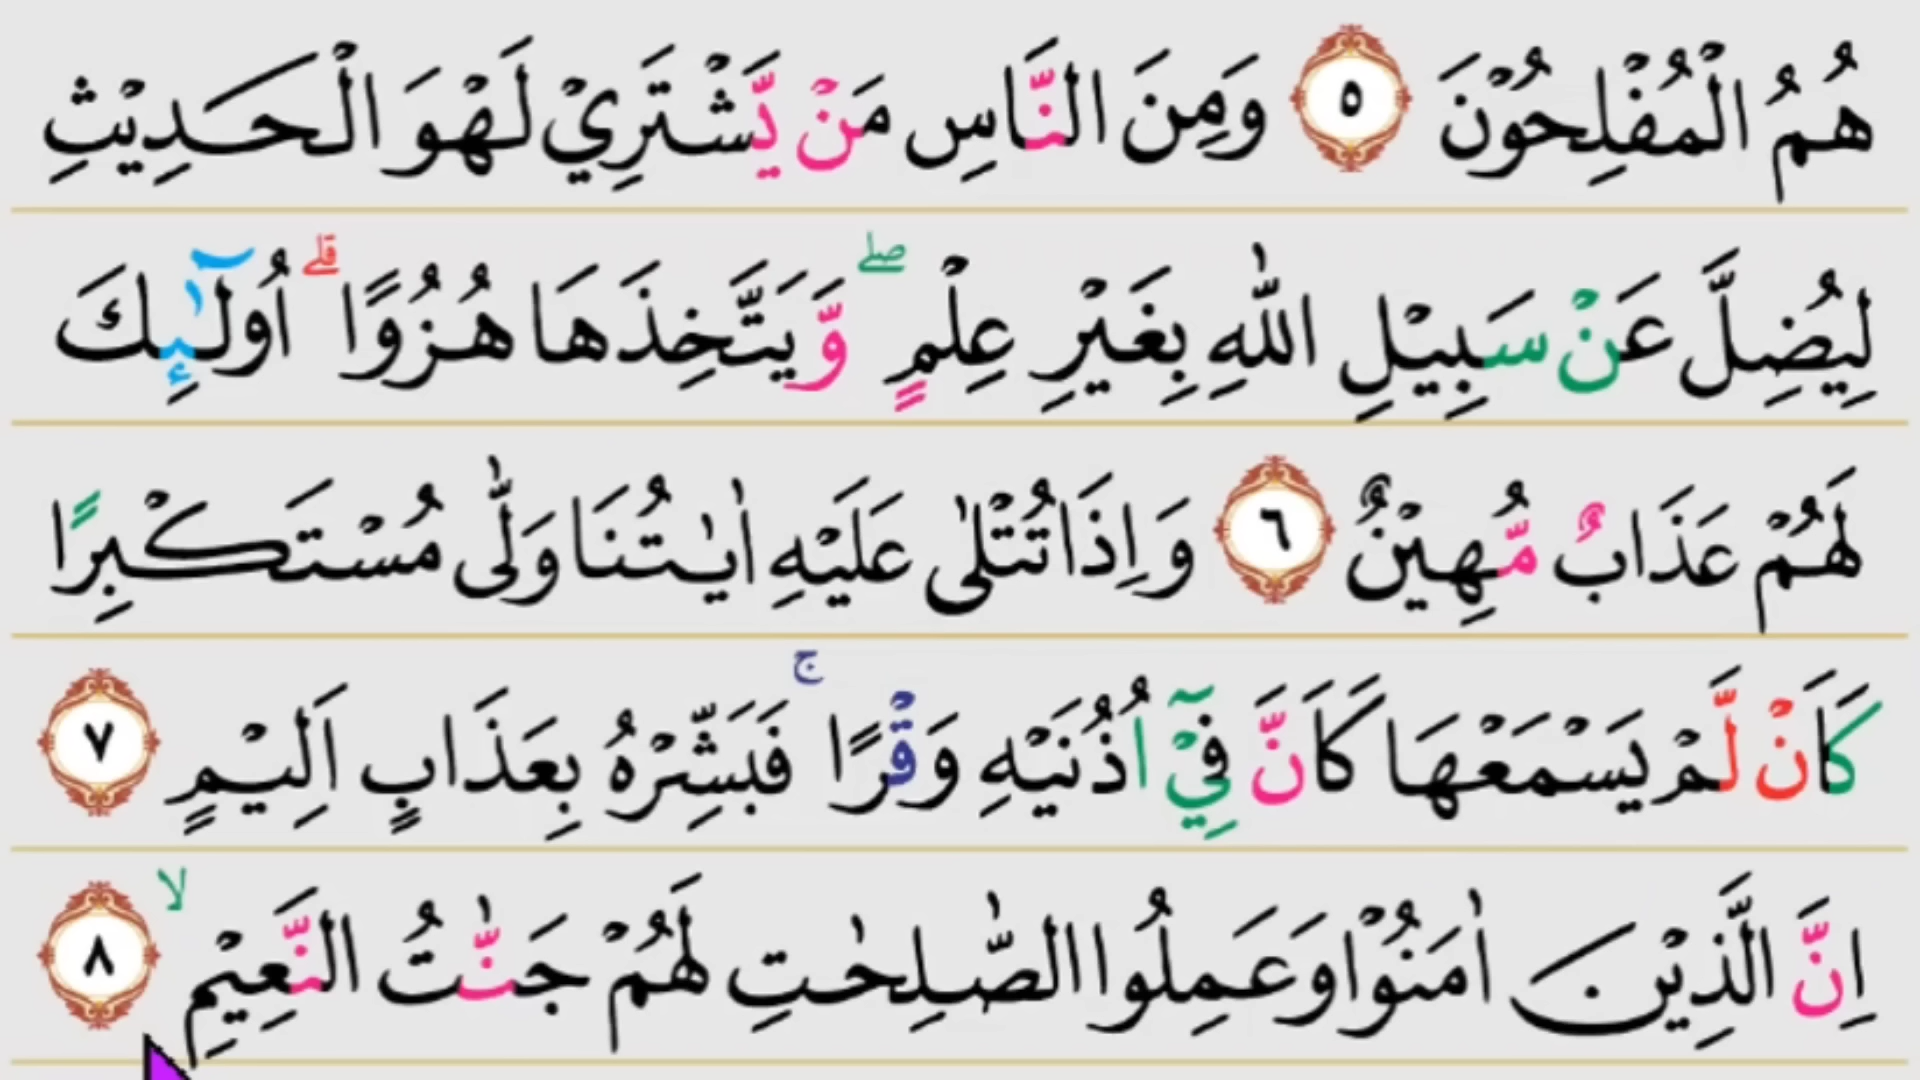 هُمُ الْمُفْلِحُوْنَ ٥ وَمِنَ النَّاسِ مَنْ يَّشْتَرِيْ لَهْوَ الْحَدِيْثِ
لِيُضِلَّ عَنْ سَبِيْلِ اللّٰهِ بِغَيْرِ عِلْمٍ ۖ وَّيَتَّخِذَهَا هُزُوًا ۗ اُولٰۤىِٕكَ
لَهُمْ عَذَابٌ مُّهِيْنٌ ٦ وَاِذَا تُتْلٰى عَلَيْهِ اٰيٰتُنَا وَلّٰى مُسْتَكْبِرًا
كَاَنْ لَّمْ يَسْمَعْهَا كَاَنَّ فِيْٓ اُذُنَيْهِ وَقْرًا ۚ فَبَشِّرْهُ بِعَذَابٍ اَلِيْمٍ ٧
اِنَّ الَّذِيْنَ اٰمَنُوْا وَعَمِلُوا الصّٰلِحٰتِ لَهُمْ جَنّٰتُ النَّعِيْمِ ۙ ٨